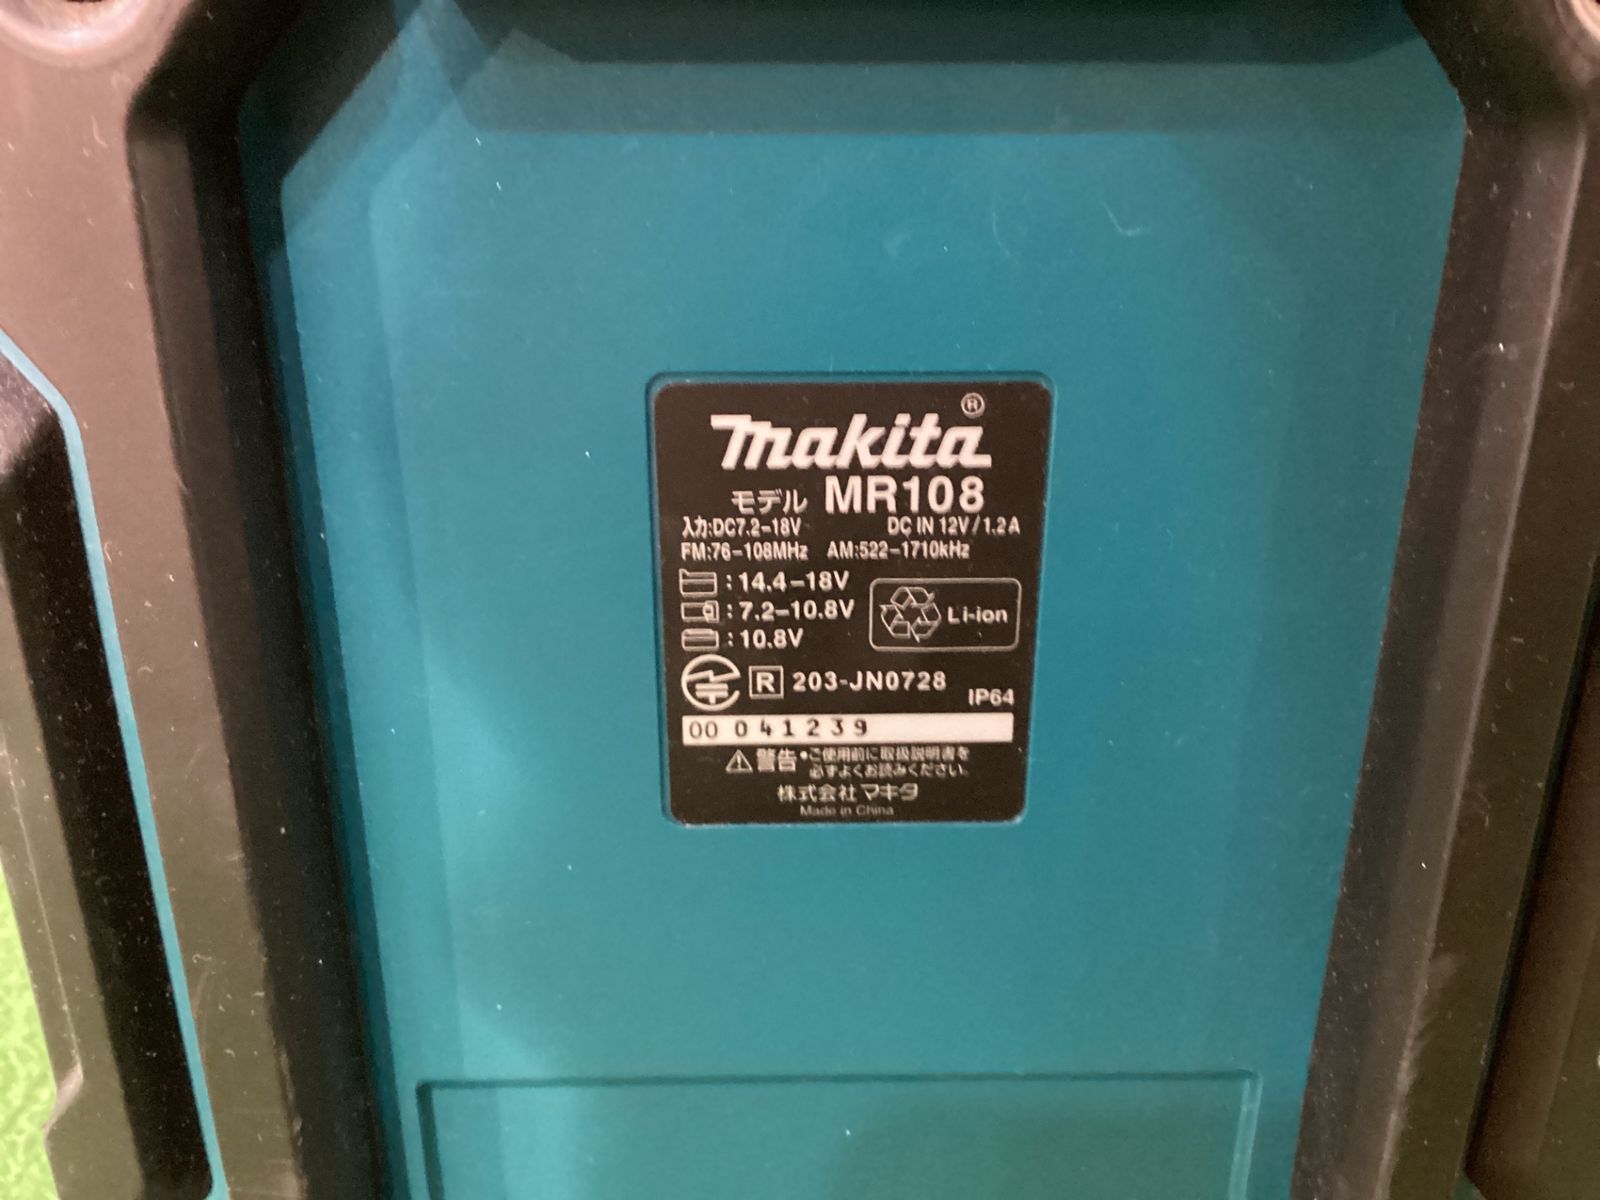 makita®
モデル MR108
入力:DC7.2-18V DC IN 12V/1.2A
FM:76-108MHz AM:522-1710kHz
:14.4-18V
:7.2-10.8V
:10.8V
Li-ion
R 203-JN0728
IP64
00 041239
警告 •ご使用前に取扱説明書を
必ずよくお読みください。
株式会社マキタ
Made in China